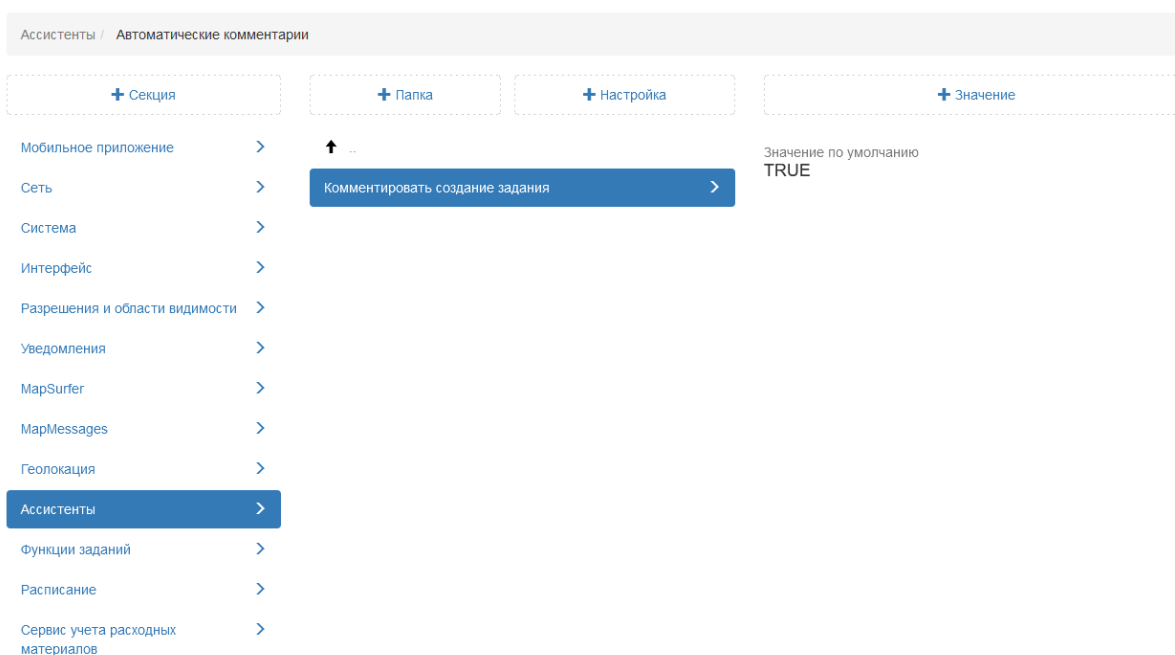 Ассистенты / Автоматические комментарии
+ Секция
+ Папка
+ Настройка
+ Значение
Мобильное приложение
Сеть
Система
Интерфейс
Разрешения и области видимости
Уведомления
MapSurfer
MapMessages
Геолокация
Ассистенты
Функции заданий
Расписание
Сервис учета расходных
материалов
..
Комментировать создание задания
Значение по умолчанию
TRUE